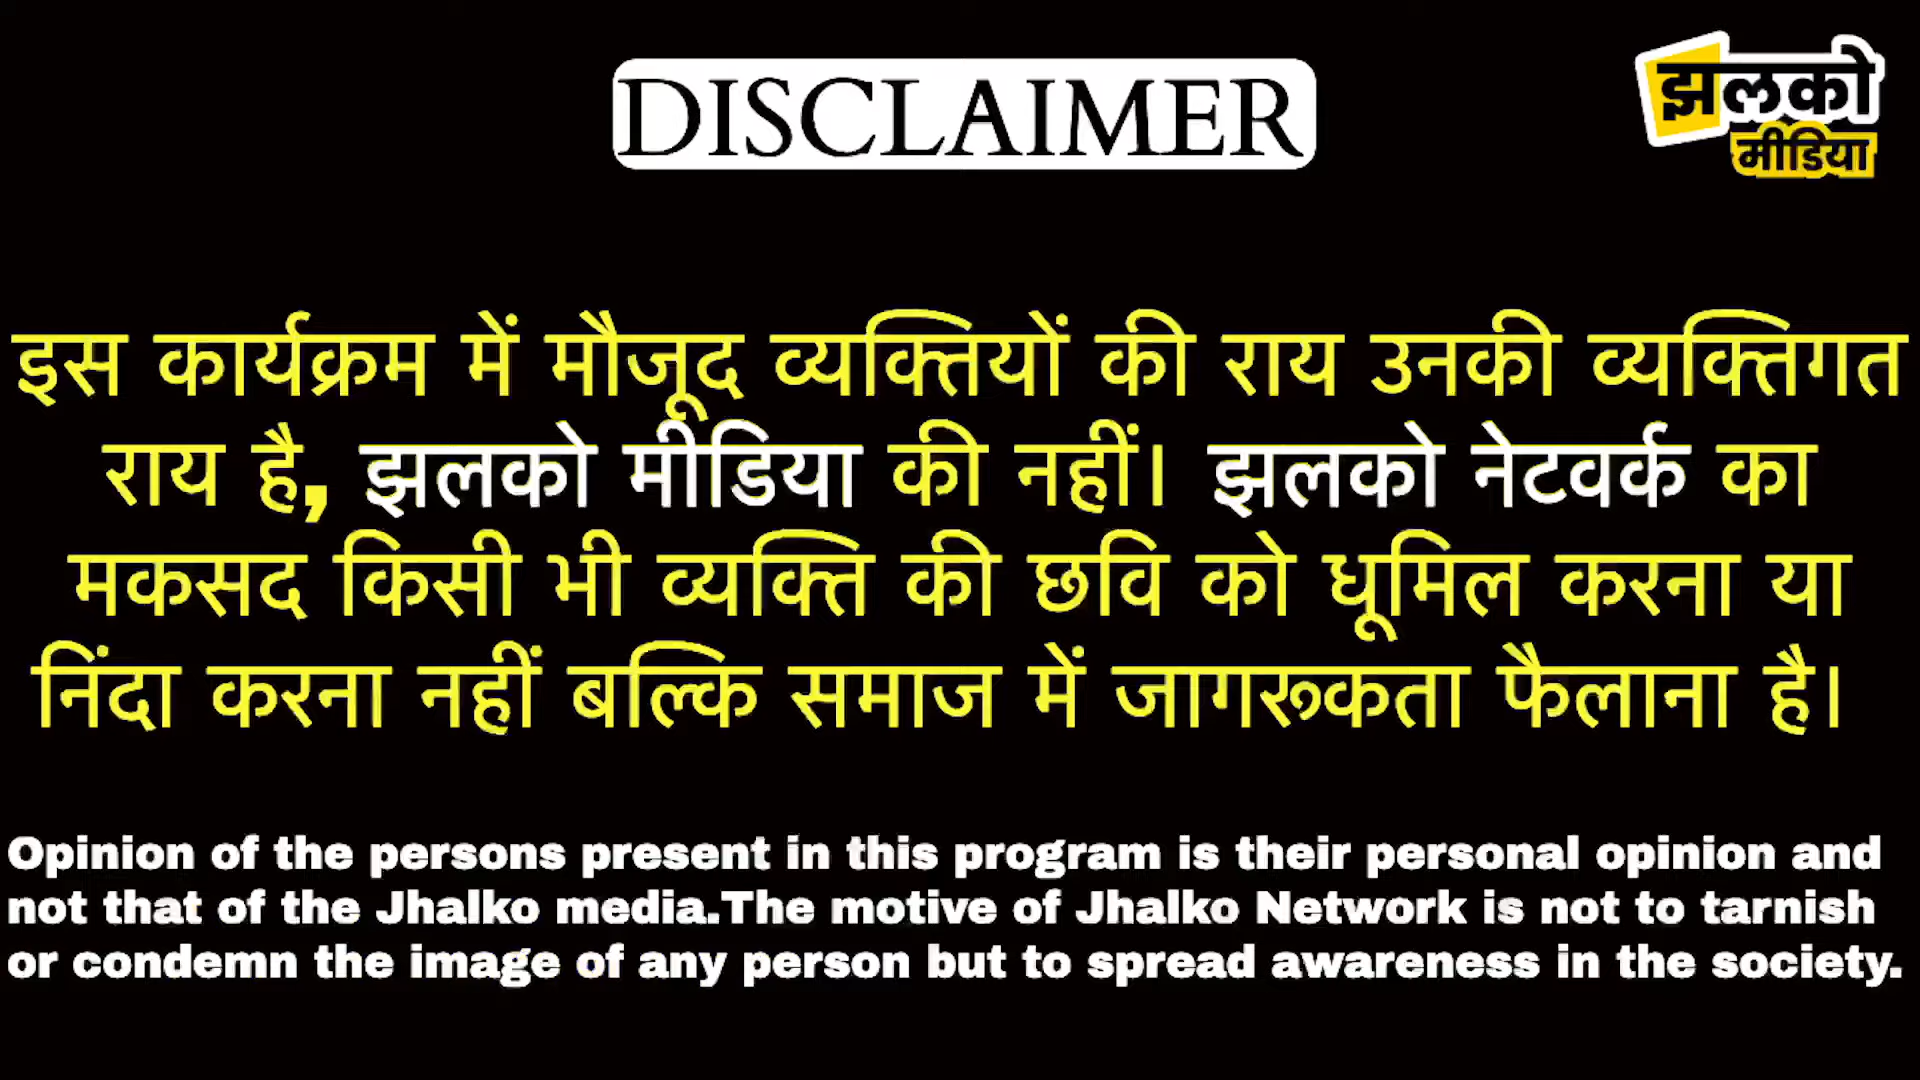 DISCLAIMER
झलको
मीडिया
इस कार्यक्रम में मौजूद व्यक्तियों की राय उनकी व्यक्तिगत
राय है, झलको मीडिया की नहीं। झलको नेटवर्क का
मकसद किसी भी व्यक्ति की छवि को धूमिल करना या
निंदा करना नहीं बल्कि समाज में जागरूकता फैलाना है।
Opinion of the persons present in this program is their personal opinion and
not that of the Jhalko media.The motive of Jhalko Network is not to tarnish
or condemn the image of any person but to spread awareness in the society.